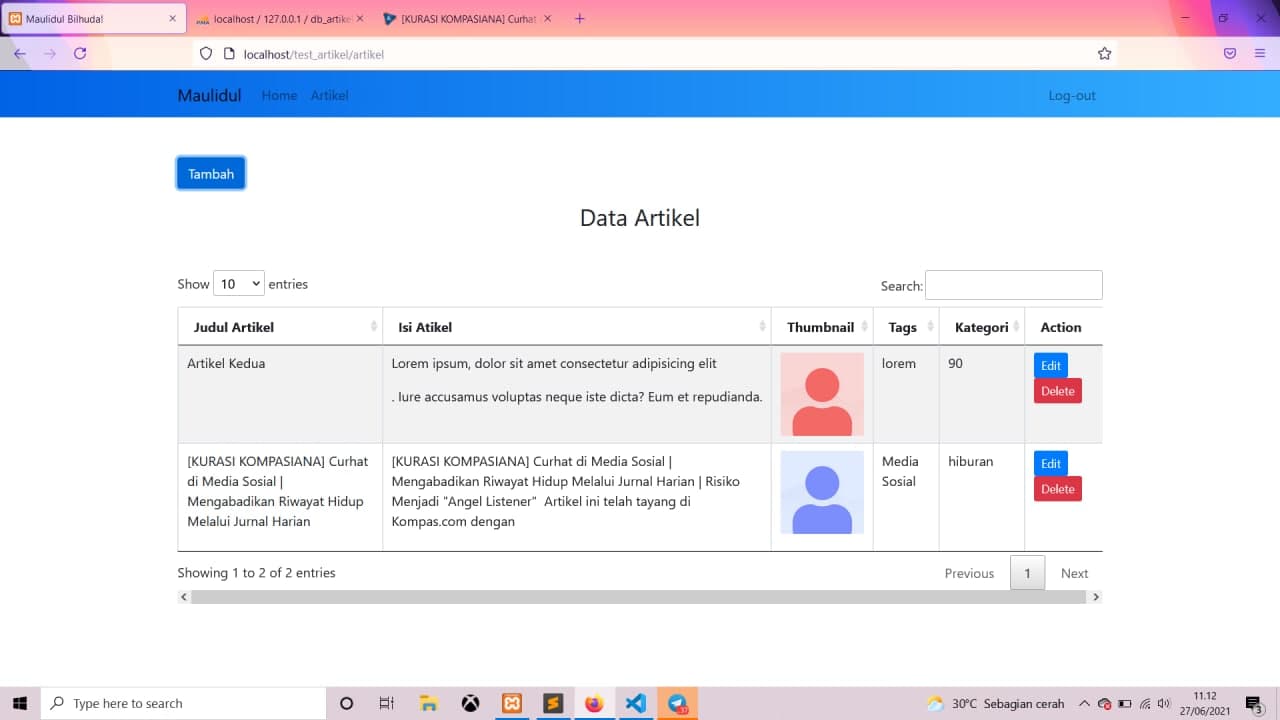 Maulidul Bilhuda!
localhost / 127.0.0.1 / db_artike
[KURASI KOMPASIANA] Curhat
localhost/test_artikel/artikel
Maulidul Home Artikel Log-out
Tambah
Data Artikel
Show 10 entries
Search:
Judul Artikel Isi Atikel Thumbnail Tags Kategori Action
Artikel Kedua
Lorem ipsum, dolor sit amet consectetur adipisicing elit
. Iure accusamus voluptas neque iste dicta? Eum et repudianda.
lorem
90
Edit
Delete
[KURASI KOMPASIANA] Curhat
di Media Sosial |
Mengabadikan Riwayat Hidup
Melalui Jurnal Harian
[KURASI KOMPASIANA] Curhat di Media Sosial |
Mengabadikan Riwayat Hidup Melalui Jurnal Harian | Risiko
Menjadi "Angel Listener" Artikel ini telah tayang di
Kompas.com dengan
Media
Sosial
hiburan
Edit
Delete
Showing 1 to 2 of 2 entries
Previous 1 Next
Type here to search
30°C Sebagian cerah
11.12
27/06/2021
3